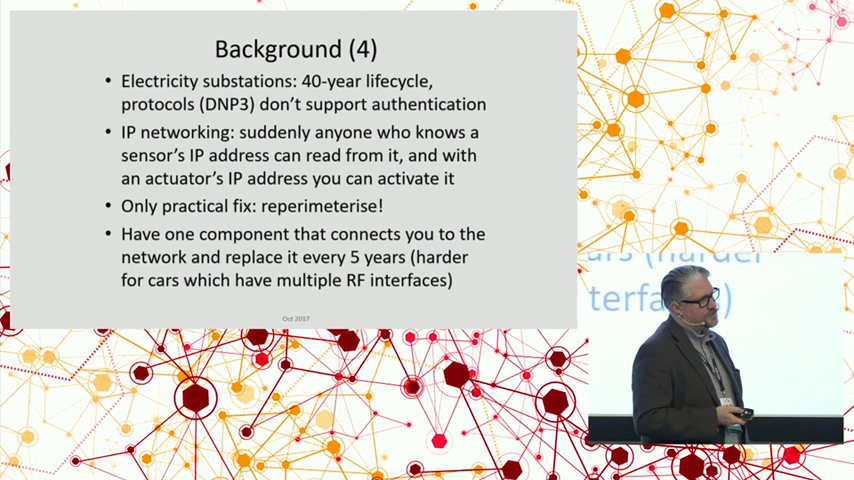 Background (4)
• Electricity substations: 40-year lifecycle,
protocols (DNP3) don't support authentication
• IP networking: suddenly anyone who knows a
sensor's IP address can read from it, and with
an actuator's IP address you can activate it
• Only practical fix: reperimeterise!
• Have one component that connects you to the
network and replace it every 5 years (harder
for cars which have multiple RF interfaces)
Oct 2017
ars (harder
terfa s)